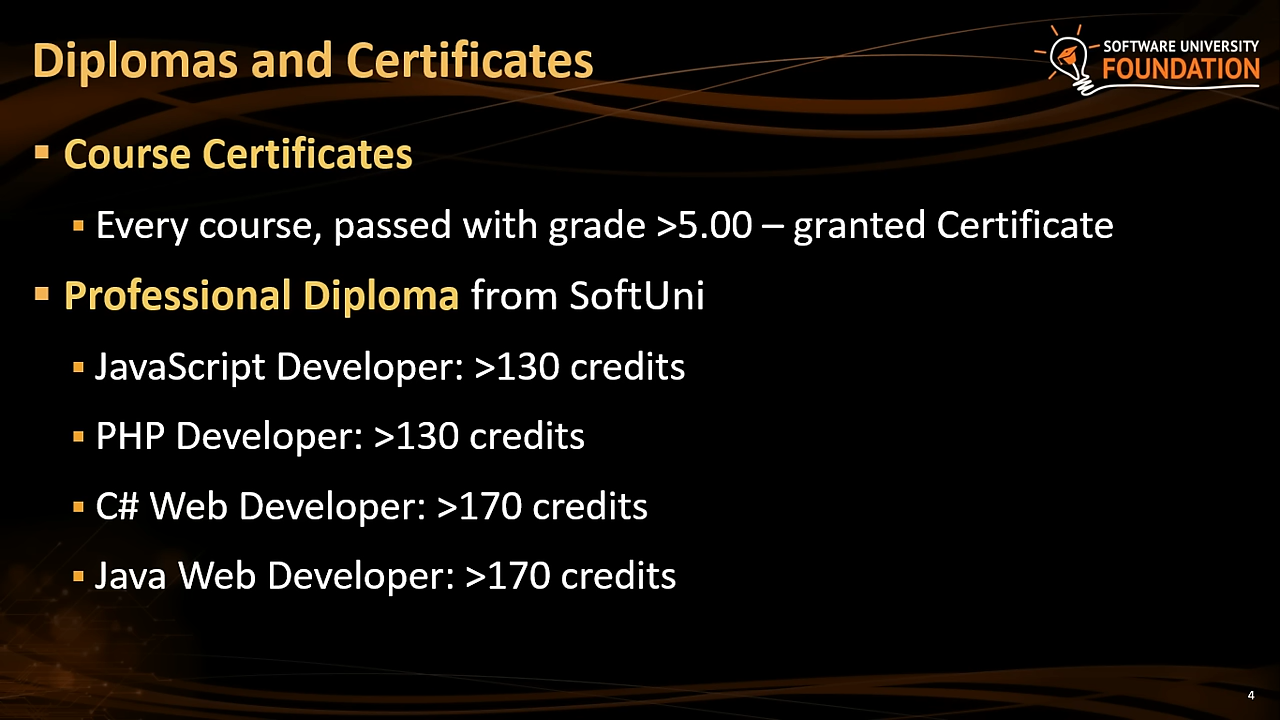 Diplomas and Certificates
SOFTWARE UNIVERSITY
FOUNDATION
▪ Course Certificates
▪ Every course, passed with grade >5.00 – granted Certificate
▪ Professional Diploma from SoftUni
▪ JavaScript Developer: >130 credits
▪ PHP Developer: >130 credits
▪ C# Web Developer: >170 credits
▪ Java Web Developer: >170 credits
4